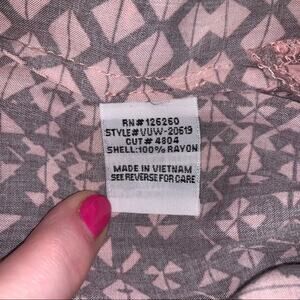 RN# 126260
STYLE# VUW-20619
CUT# 4804
SHELL: 100% RAYON
MADE IN VIETNAM
SEE REVERSE FOR CARE